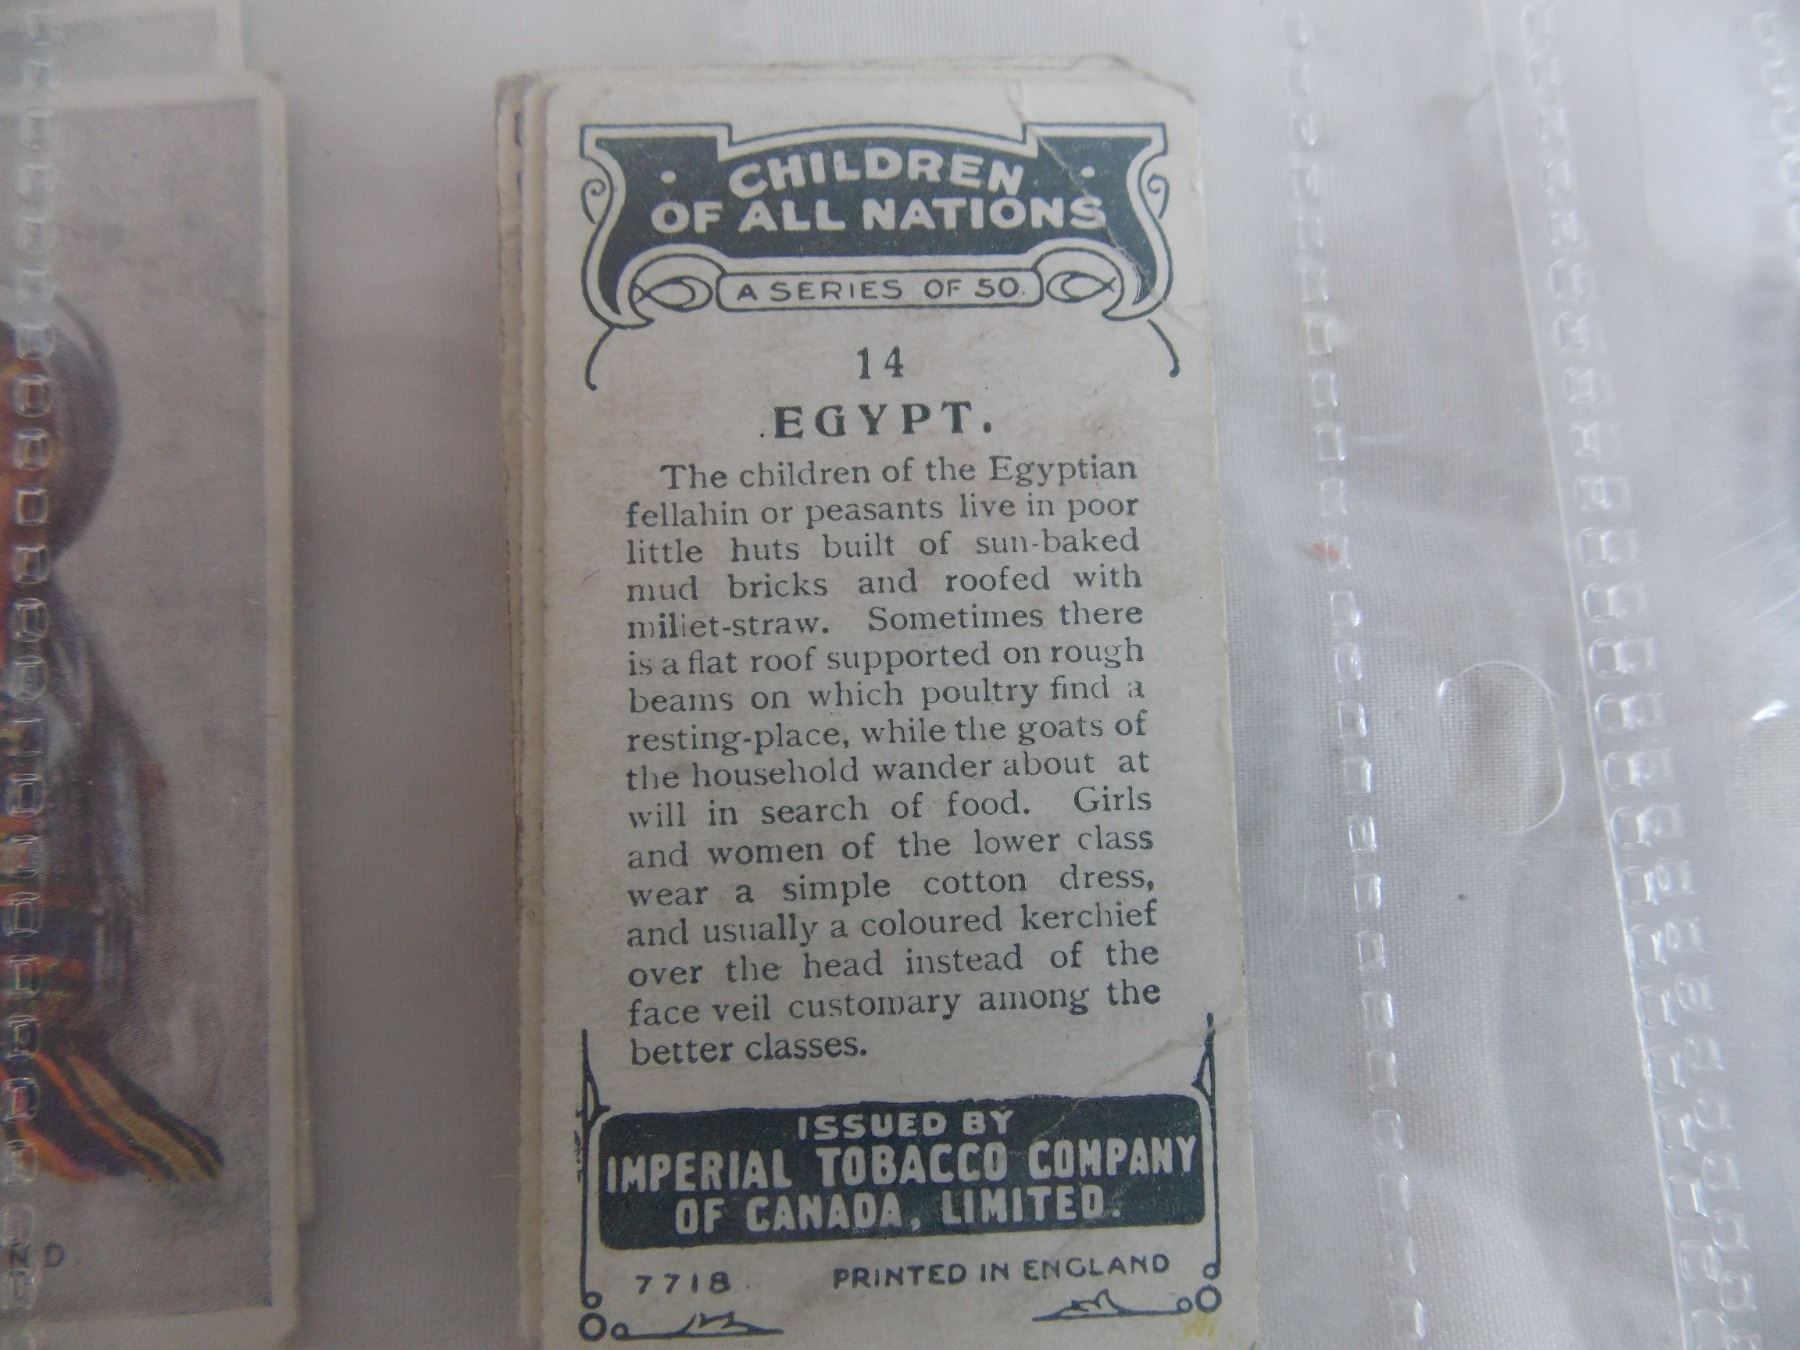 CHILDREN
OF ALL NATIONS
A SERIES OF 50.
14
EGYPT.
The children of the Egyptian
fellahin or peasants live in poor
little huts built of sun-baked
mud bricks and roofed with
millet-straw. Sometimes there
is a flat roof supported on rough
beams on which poultry find a
resting-place, while the goats of
the household wander about at
will in search of food. Girls
and women of the lower class
wear a simple cotton dress,
and usually a coloured kerchief
over the head instead of the
face veil customary among the
better classes.
ISSUED BY
IMPERIAL TOBACCO COMPANY
OF CANADA, LIMITED.
7718 PRINTED IN ENGLAND
ND.